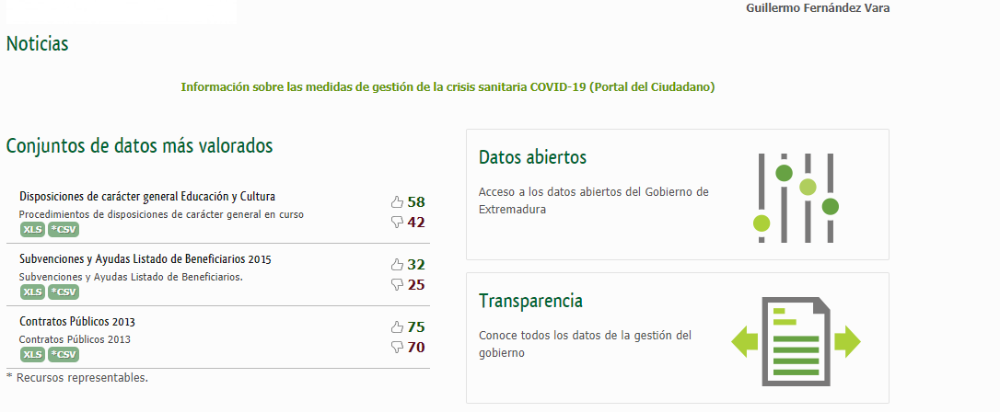 Guillermo Fernández Vara
Noticias
Información sobre las medidas de gestión de la crisis sanitaria COVID-19 (Portal del Ciudadano)
Conjuntos de datos más valorados
Disposiciones de carácter general Educación y Cultura
Procedimientos de disposiciones de carácter general en curso
XLS *CSV
58
42
Subvenciones y Ayudas Listado de Beneficiarios 2015
Subvenciones y Ayudas Listado de Beneficiarios.
XLS *CSV
32
25
Contratos Públicos 2013
Contratos Públicos 2013
XLS *CSV
75
70
* Recursos representables.
Datos abiertos
Acceso a los datos abiertos del Gobierno de
Extremadura
Transparencia
Conoce todos los datos de la gestión del
gobierno